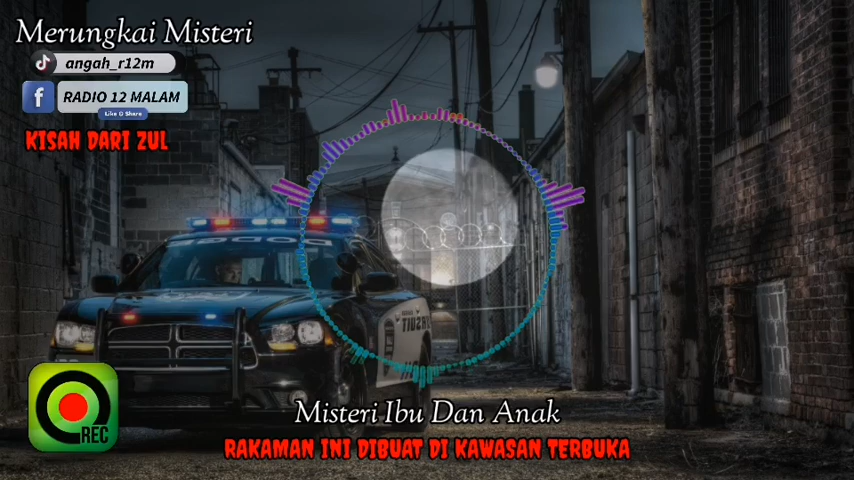 Merungkai Misteri
angah_r12m
RADIO 12 MALAM
Like & Share
KISAH DARI ZUL
REC
Misteri Ibu Dan Anak
RAKAMAN INI DIBUAT DI KAWASAN TERBUKA